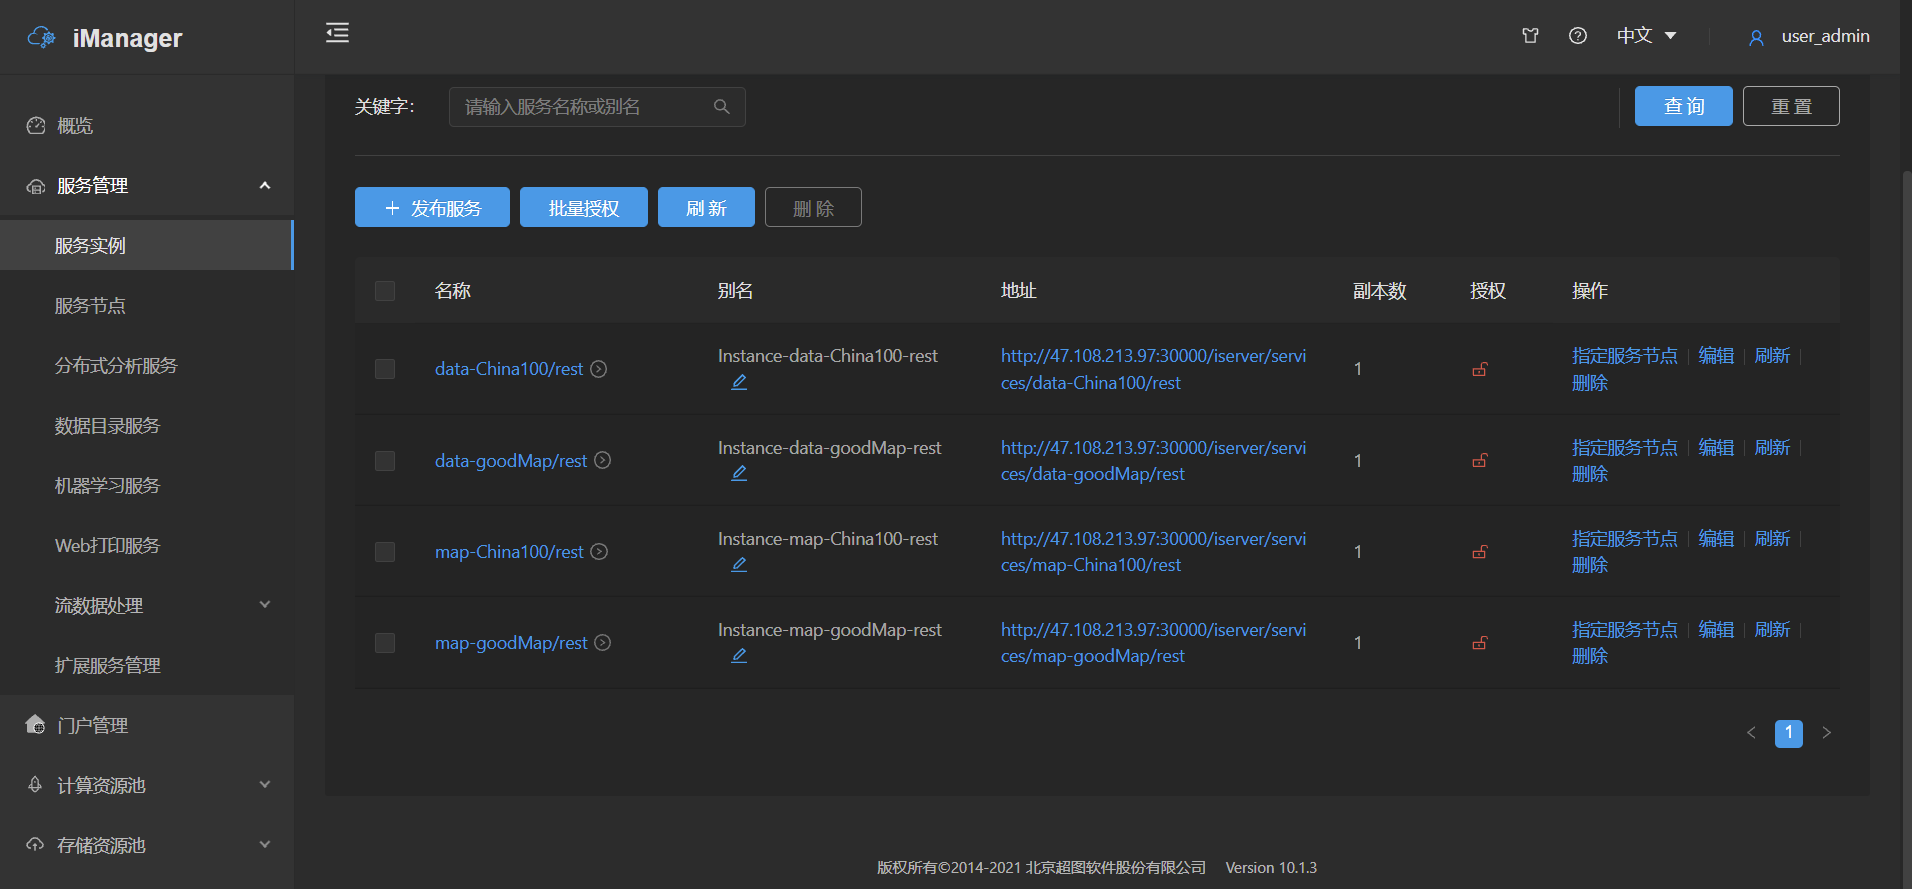 iManager
中文
user_admin
概览
服务管理
服务实例
服务节点
分布式分析服务
数据目录服务
机器学习服务
Web打印服务
流数据处理
扩展服务管理
门户管理
计算资源池
存储资源池
关键字：
请输入服务名称或别名
查 询
重 置
发布服务
批量授权
刷 新
删 除
名称
别名
地址
副本数
授权
操作
data-China100/rest
Instance-data-China100-rest
http://47.108.213.97:30000/iserver/servi
ces/data-China100/rest
1
指定服务节点 编辑 刷新
删除
data-goodMap/rest
Instance-data-goodMap-rest
http://47.108.213.97:30000/iserver/servi
ces/data-goodMap/rest
1
指定服务节点 编辑 刷新
删除
map-China100/rest
Instance-map-China100-rest
http://47.108.213.97:30000/iserver/servi
ces/map-China100/rest
1
指定服务节点 编辑 刷新
删除
map-goodMap/rest
Instance-map-goodMap-rest
http://47.108.213.97:30000/iserver/servi
ces/map-goodMap/rest
1
指定服务节点 编辑 刷新
删除
1
版权所有©2014-2021 北京超图软件股份有限公司 Version 10.1.3